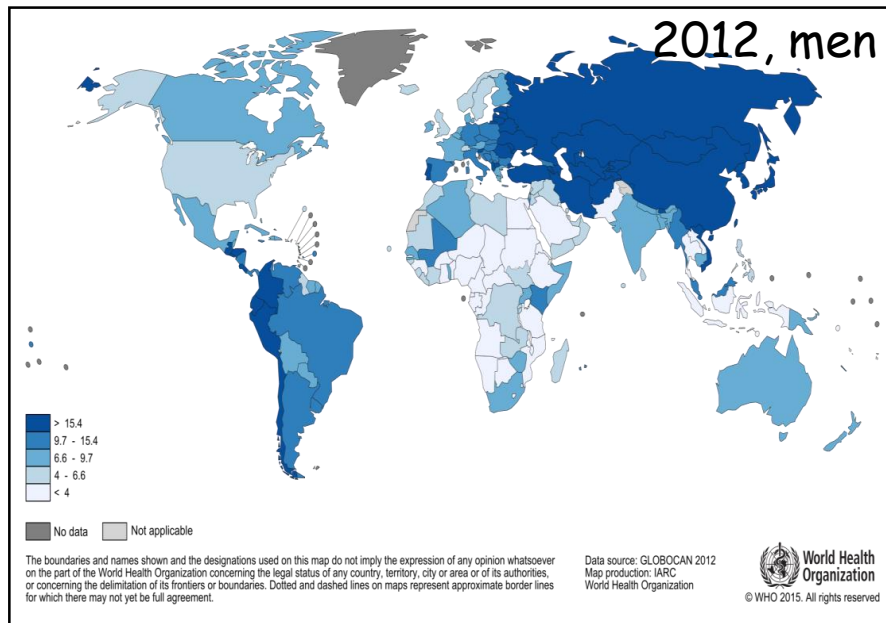 2012, men
> 15.4
9.7 - 15.4
6.6 - 9.7
4 - 6.6
< 4
No data
Not applicable
The boundaries and names shown and the designations used on this map do not imply the expression of any opinion whatsoever
on the part of the World Health Organization concerning the legal status of any country, territory, city or area or of its authorities,
or concerning the delimitation of its frontiers or boundaries. Dotted and dashed lines on maps represent approximate border lines
for which there may not yet be full agreement.
Data source: GLOBOCAN 2012
Map production: IARC
World Health Organization
World Health
Organization
© WHO 2015. All rights reserved